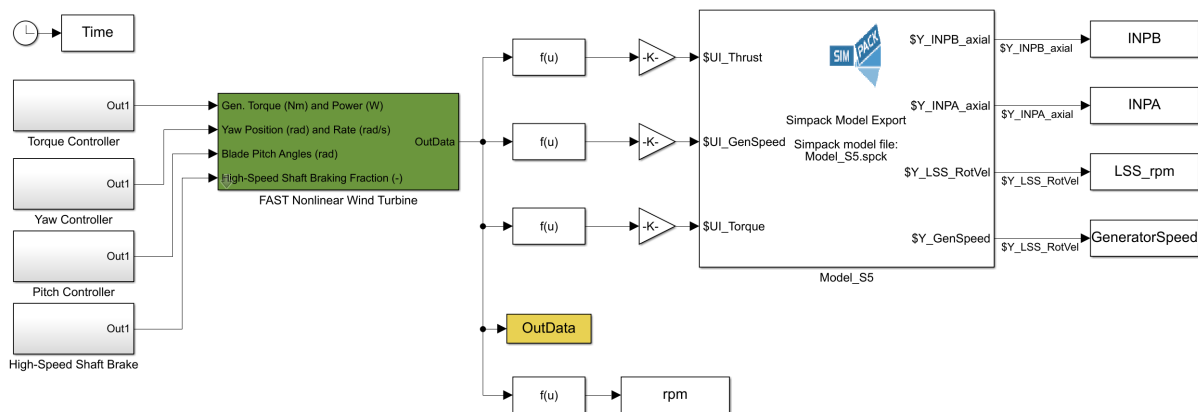 Time
Out1
Torque Controller
Out1
Yaw Controller
Out1
Pitch Controller
Out1
High-Speed Shaft Brake
Gen. Torque (Nm) and Power (W)
Yaw Position (rad) and Rate (rad/s)
Blade Pitch Angles (rad)
High-Speed Shaft Braking Fraction (-)
OutData
FAST Nonlinear Wind Turbine
f(u)
-K-
f(u)
-K-
f(u)
-K-
OutData
f(u)
rpm
$UI_Thrust
$UI_GenSpeed
$UI_Torque
SIMPACK
Simpack Model Export
Simpack model file:
Model_S5.spck
$Y_INPB_axial
$Y_INPA_axial
$Y_LSS_RotVel
$Y_GenSpeed
Model_S5
$Y_INPB_axial
INPB
$Y_INPA_axial
INPA
$Y_LSS_RotVel
LSS_rpm
$Y_LSS_RotVel
GeneratorSpeed